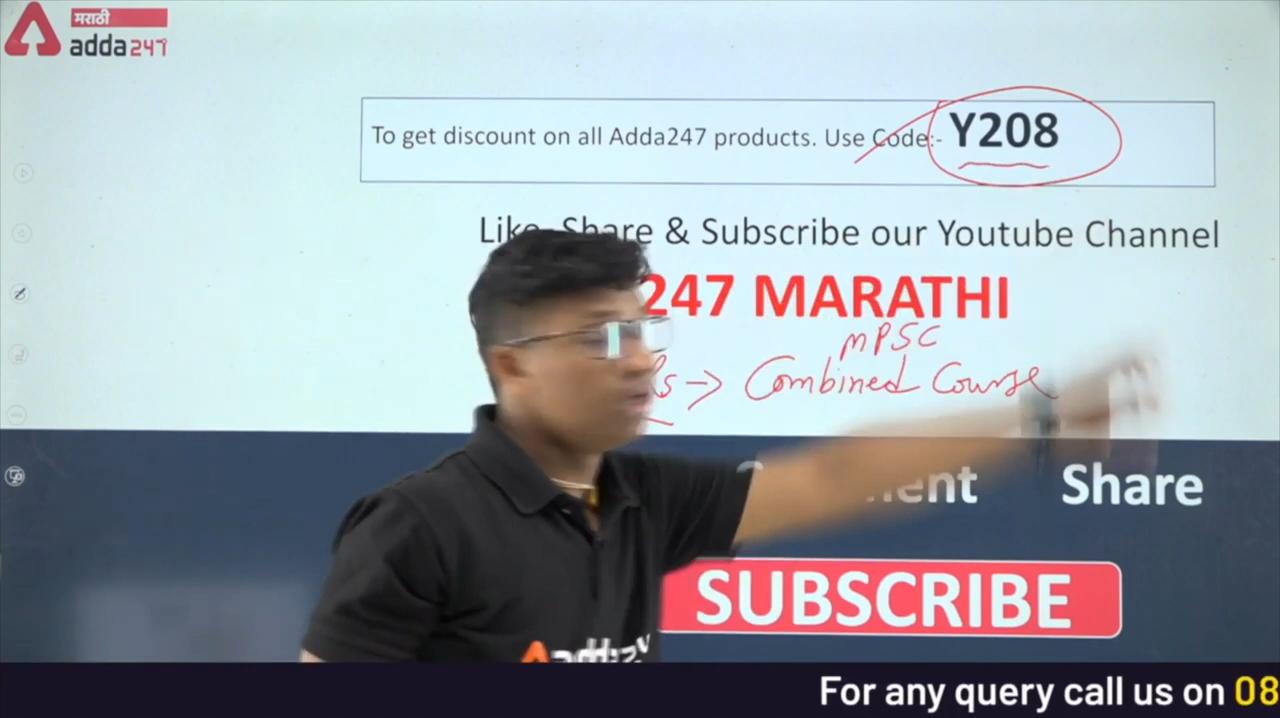 मराठी
adda247
To get discount on all Adda247 products. Use Code:- Y208
Like, Share & Subscribe our Youtube Channel
247 MARATHI
MPSC
→ Combined Course
Share
SUBSCRIBE
Adda247
For any query call us on 08